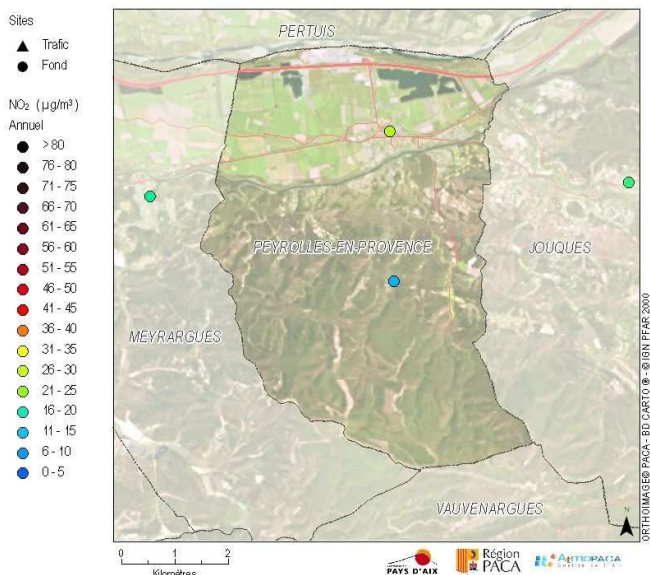 Sites
Trafic
Fond
NO₂ (µg/m³)
Annuel
> 80
76 - 80
71 - 75
66 - 70
61 - 65
56 - 60
51 - 55
46 - 50
41 - 45
36 - 40
31 - 35
26 - 30
21 - 25
16 - 20
11 - 15
6 - 10
0 - 5
PERTUIS
PEYROLLES-EN-PROVENCE
JOUQUES
MEYRARGUES
VAUVENARGUES
N
ORTHOIMAGE© PACA - BD CARTO ® - © IGN PFAR 2000
0 1 2
Kilomètres
PAYS D'AIX
Région
PACA
AtmoPACA